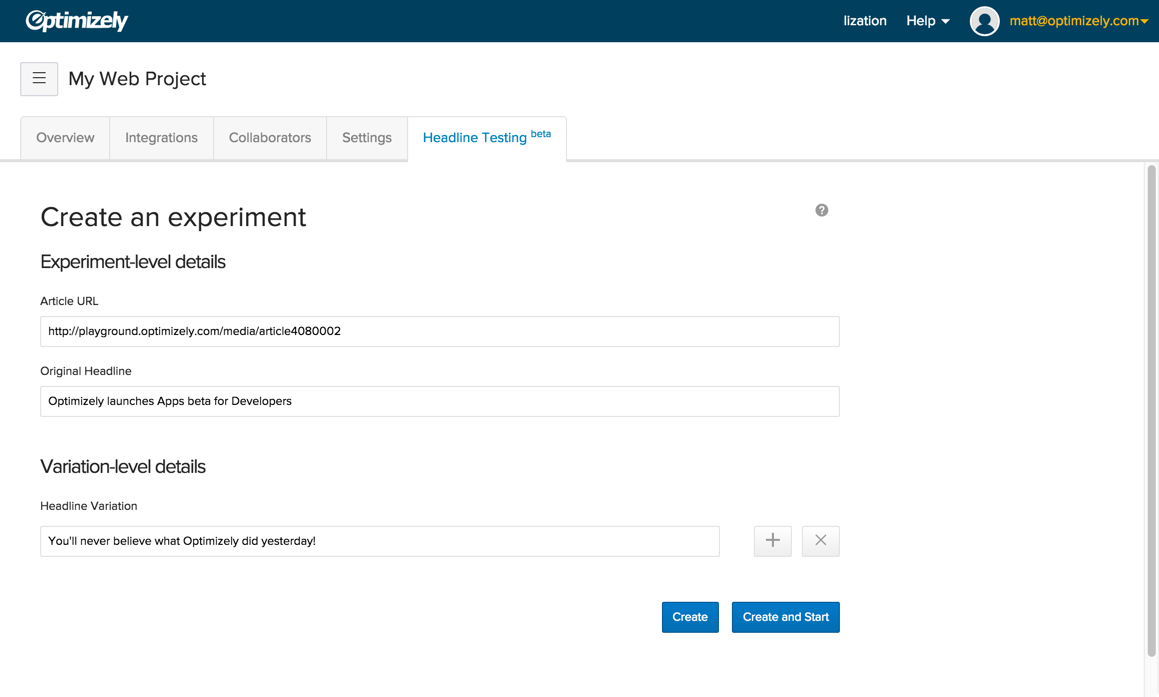 Optimizely
lization Help matt@optimizely.com
My Web Project
Overview Integrations Collaborators Settings Headline Testing beta
Create an experiment ?
Experiment-level details
Article URL
http://playground.optimizely.com/media/article4080002
Original Headline
Optimizely launches Apps beta for Developers
Variation-level details
Headline Variation
You'll never believe what Optimizely did yesterday!
Create Create and Start